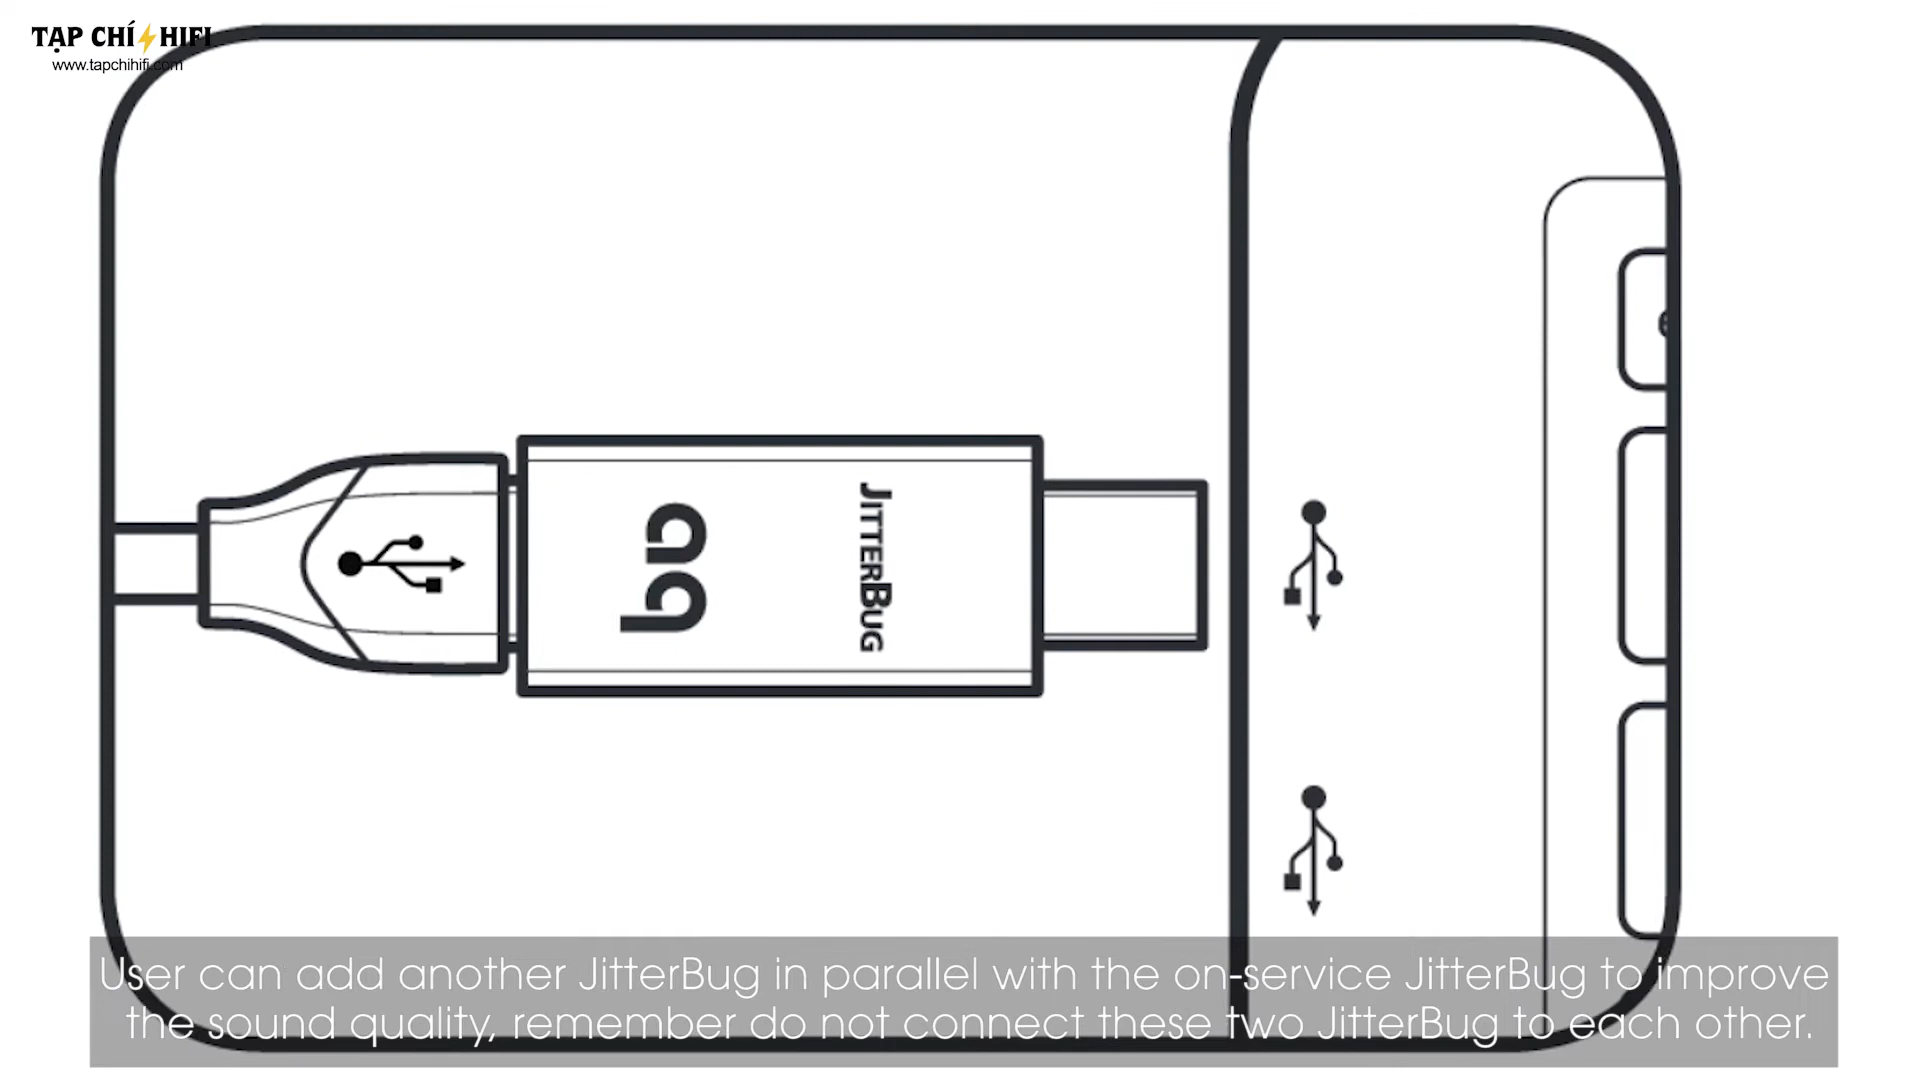 TẠP CHÍ HIFI
www.tapchihifi.com
aq
JITTERBUG
User can add another JitterBug in parallel with the on-service JitterBug to improve
the sound quality, remember do not connect these two JitterBug to each other.